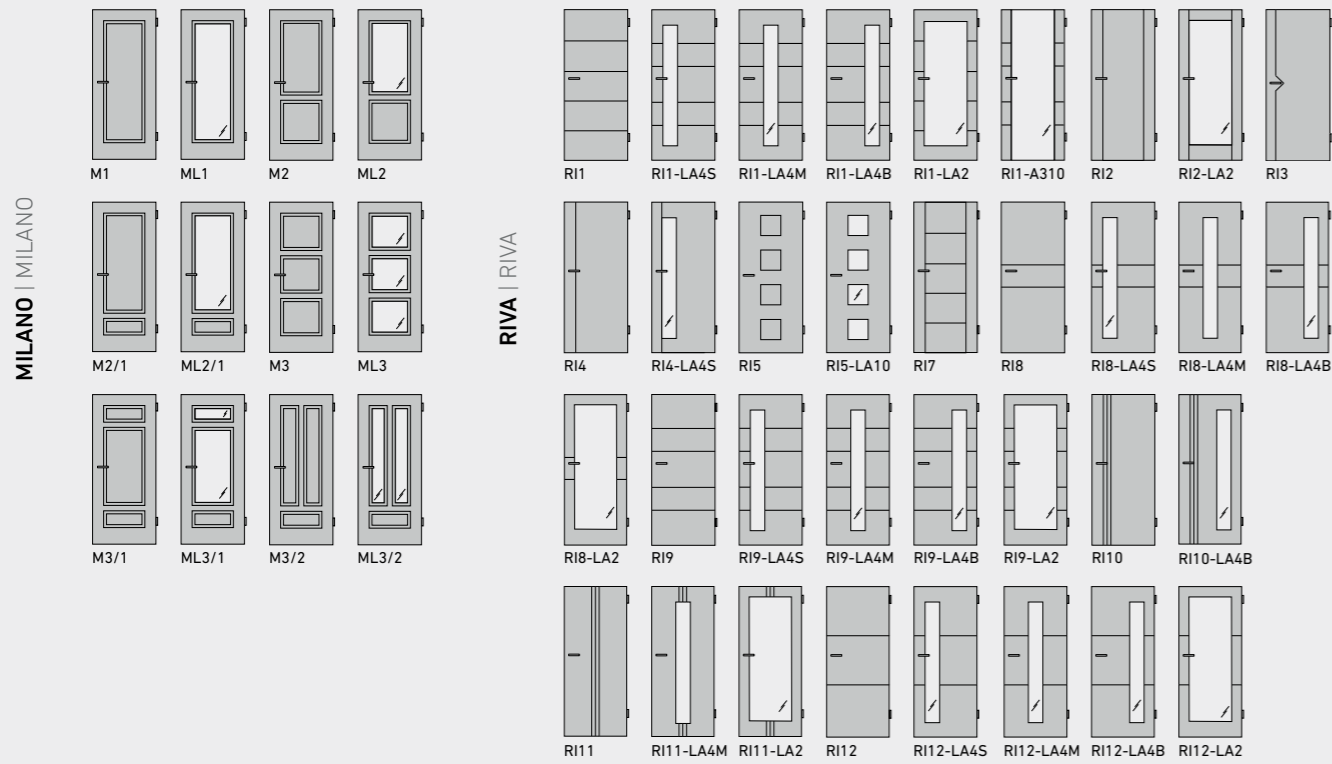 MILANO | MILANO
M1 ML1 M2 ML2
M2/1 ML2/1 M3 ML3
M3/1 ML3/1 M3/2 ML3/2
RIVA | RIVA
RI1 RI1-LA4S RI1-LA4M RI1-LA4B RI1-LA2 RI1-A310 RI2 RI2-LA2 RI3
RI4 RI4-LA4S RI5 RI5-LA10 RI7 RI8 RI8-LA4S RI8-LA4M RI8-LA4B
RI8-LA2 RI9 RI9-LA4S RI9-LA4M RI9-LA4B RI9-LA2 RI10 RI10-LA4B
RI11 RI11-LA4M RI11-LA2 RI12 RI12-LA4S RI12-LA4M RI12-LA4B RI12-LA2